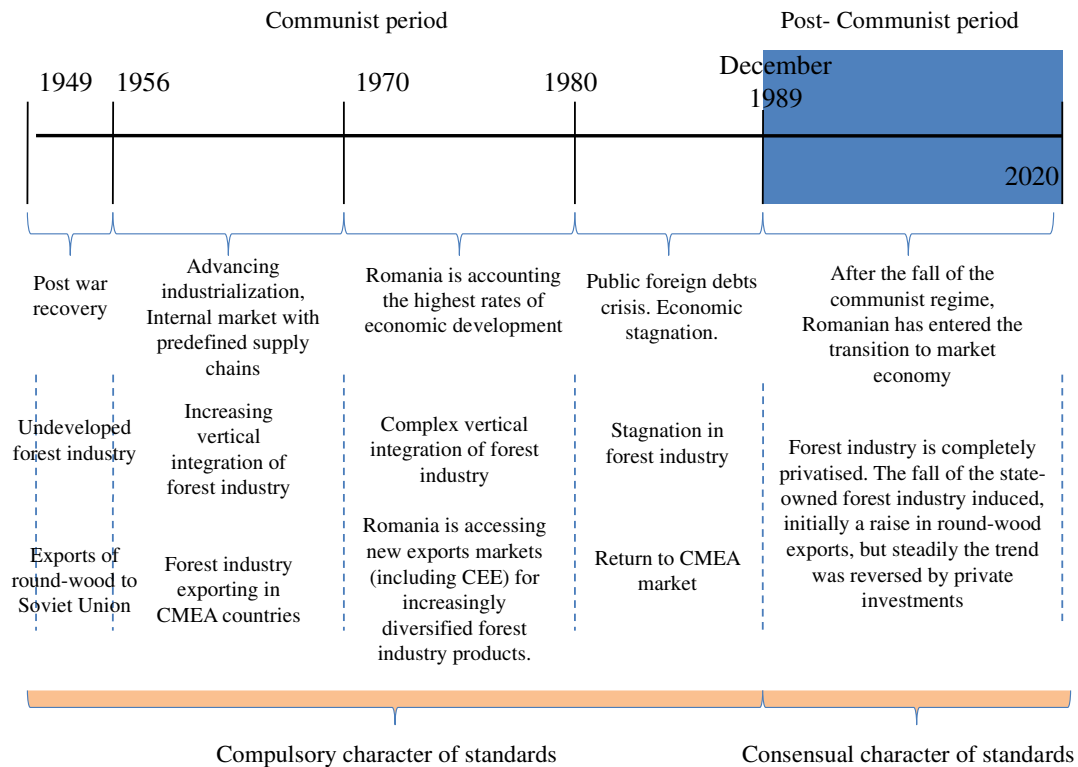 Communist period
Post- Communist period
1949
1956
1970
1980
December
1989
2020
Post war
recovery
Advancing
industrialization,
Internal market with
predefined supply
chains
Romania is accounting
the highest rates of
economic development
Public foreign debts
crisis. Economic
stagnation.
After the fall of the
communist regime,
Romanian has entered the
transition to market
economy
Undeveloped
forest industry
Increasing
vertical
integration of
forest industry
Complex vertical
integration of forest
industry
Stagnation in
forest industry
Forest industry is completely
privatised. The fall of the state-
owned forest industry induced,
initially a raise in round-wood
exports, but steadily the trend
was reversed by private
investments
Exports of
round-wood to
Soviet Union
Forest industry
exporting in
CMEA countries
Romania is accessing
new exports markets
(including CEE) for
increasingly
diversified forest
industry products.
Return to CMEA
market
Compulsory character of standards
Consensual character of standards